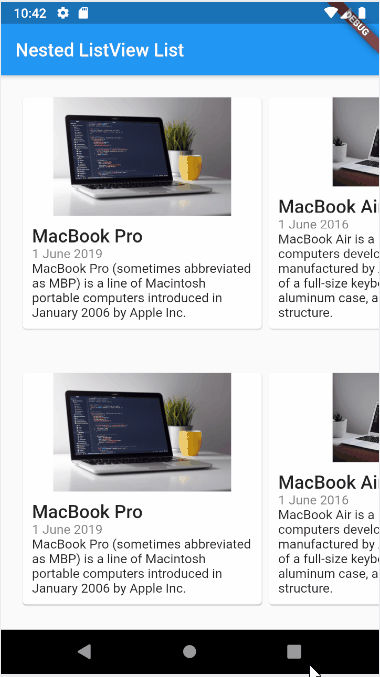 10:42
DEBUG
Nested ListView List
MacBook Pro
1 June 2019
MacBook Pro (sometimes abbreviated
as MBP) is a line of Macintosh
portable computers introduced in
January 2006 by Apple Inc.
MacBook Ai
1 June 2016
MacBook Air is a
computers develo
manufactured by
of a full-size keyb
aluminum case, a
structure.
MacBook Pro
1 June 2019
MacBook Pro (sometimes abbreviated
as MBP) is a line of Macintosh
portable computers introduced in
January 2006 by Apple Inc.
MacBook Ai
1 June 2016
MacBook Air is a
computers develo
manufactured by
of a full-size keyb
aluminum case, a
structure.